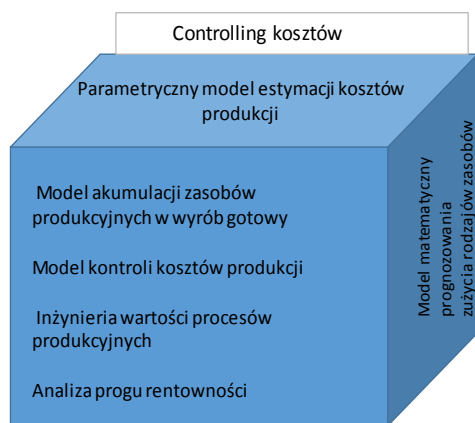 Controlling kosztów
Parametryczny model estymacji kosztów
produkcji
Model akumulacji zasobów
produkcyjnych w wyrób gotowy
Model kontroli kosztów produkcji
Inżynieria wartości procesów
produkcyjnych
Analiza progu rentowności
Model matematyczny
prognozowania
zużycia rodzajów zasobów